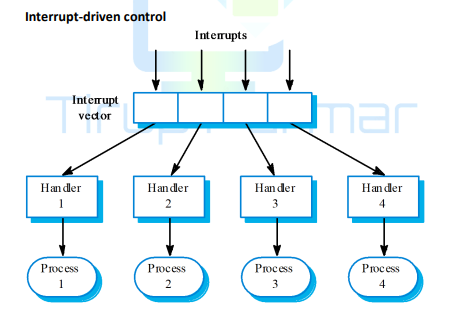 Interrupt-driven control
Interrupts
Interrupt
vector
Handler
1
Handler
2
Handler
3
Handler
4
Process
1
Process
2
Process
3
Process
4